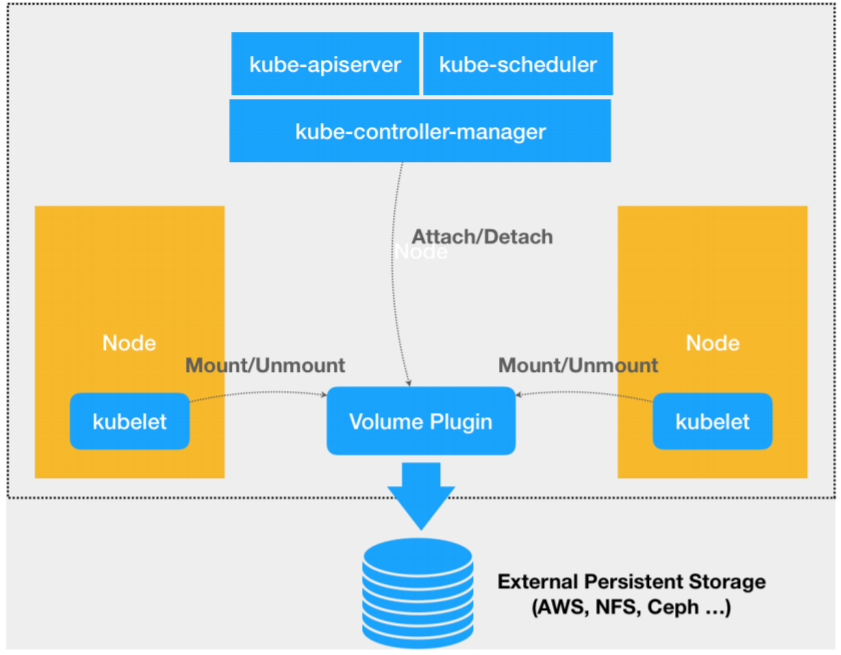 kube-apiserver
kube-scheduler
kube-controller-manager
Attach/Detach
Node
Node
Node
Mount/Unmount
Mount/Unmount
kubelet
Volume Plugin
kubelet
External Persistent Storage
(AWS, NFS, Ceph ...)